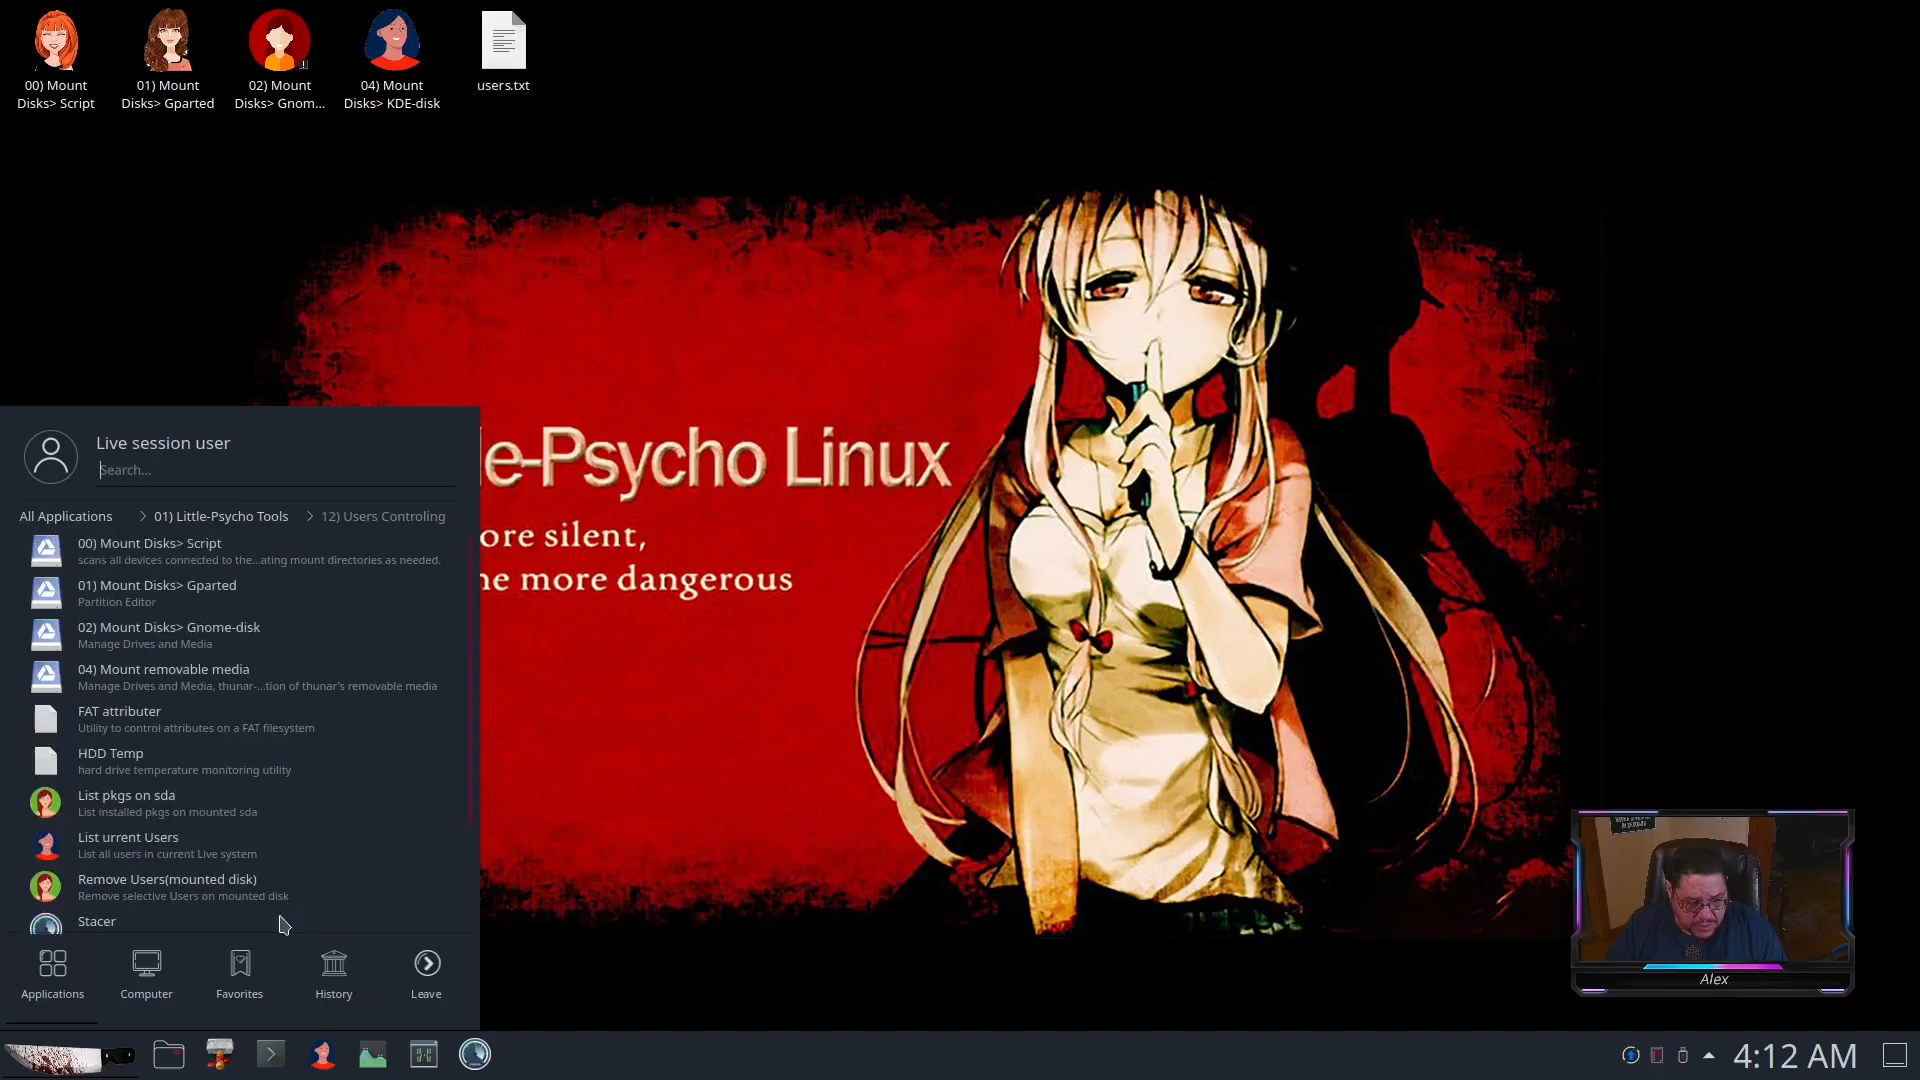 00) Mount
Disks> Script
01) Mount
Disks> Gparted
02) Mount
Disks> Gnom...
04) Mount
Disks> KDE-disk
users.txt
le-Psycho Linux
ore silent,
he more dangerous
Live session user
Search...
All Applications > 01) Little-Psycho Tools > 12) Users Controling
00) Mount Disks> Script
scans all devices connected to the...ating mount directories as needed.
01) Mount Disks> Gparted
Partition Editor
02) Mount Disks> Gnome-disk
Manage Drives and Media
04) Mount removable media
Manage Drives and Media, thunar-...tion of thunar's removable media
FAT attributer
Utility to control attributes on a FAT filesystem
HDD Temp
hard drive temperature monitoring utility
List pkgs on sda
List installed pkgs on mounted sda
List urrent Users
List all users in current Live system
Remove Users(mounted disk)
Remove selective Users on mounted disk
Stacer
Applications
Computer
Favorites
History
Leave
Alex
4:12 AM